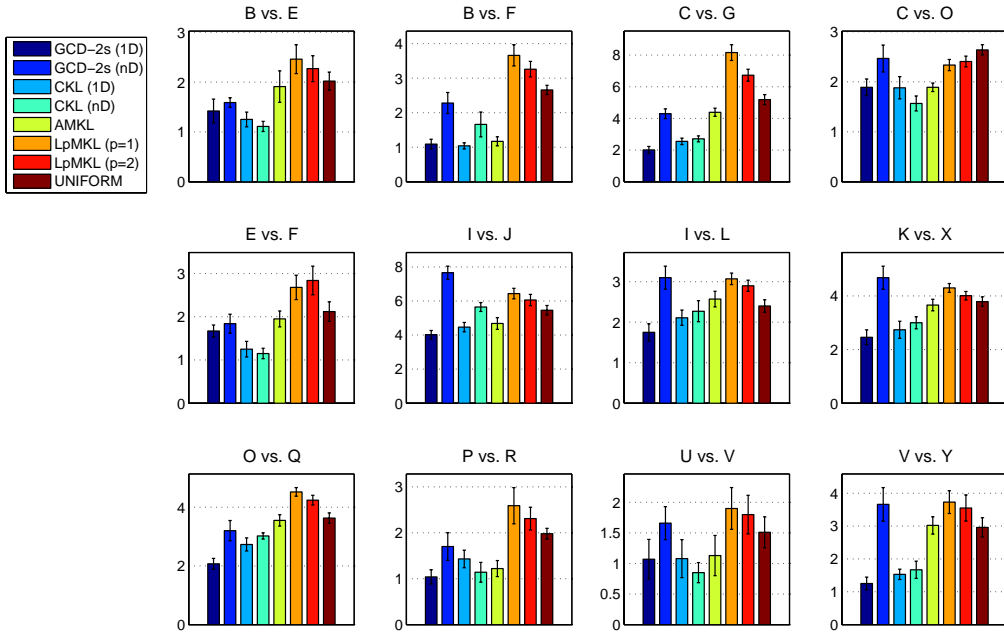 B vs. E
B vs. F
C vs. G
C vs. O
GCD−2s (1D)
GCD−2s (nD)
CKL (1D)
CKL (nD)
AMKL
LpMKL (p=1)
LpMKL (p=2)
UNIFORM
3
2
1
0
4
3
2
1
0
8
6
4
2
0
3
2
1
0
E vs. F
I vs. J
I vs. L
K vs. X
3
2
1
0
8
6
4
2
0
3
2
1
0
4
2
0
O vs. Q
P vs. R
U vs. V
V vs. Y
4
2
0
3
2
1
0
2
1.5
1
0.5
0
4
3
2
1
0